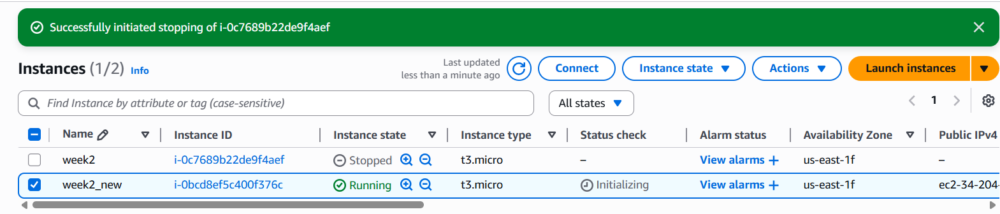 Successfully initiated stopping of i-0c7689b22de9f4aef
Instances (1/2) Info
Last updated
less than a minute ago
Connect
Instance state
Actions
Launch instances
Find Instance by attribute or tag (case-sensitive)
All states
1
Name Instance ID Instance state Instance type Status check Alarm status Availability Zone Public IPv4
week2 i-0c7689b22de9f4aef Stopped t3.micro – View alarms + us-east-1f –
week2_new i-0bcd8ef5c400f376c Running t3.micro Initializing View alarms + us-east-1f ec2-34-204-